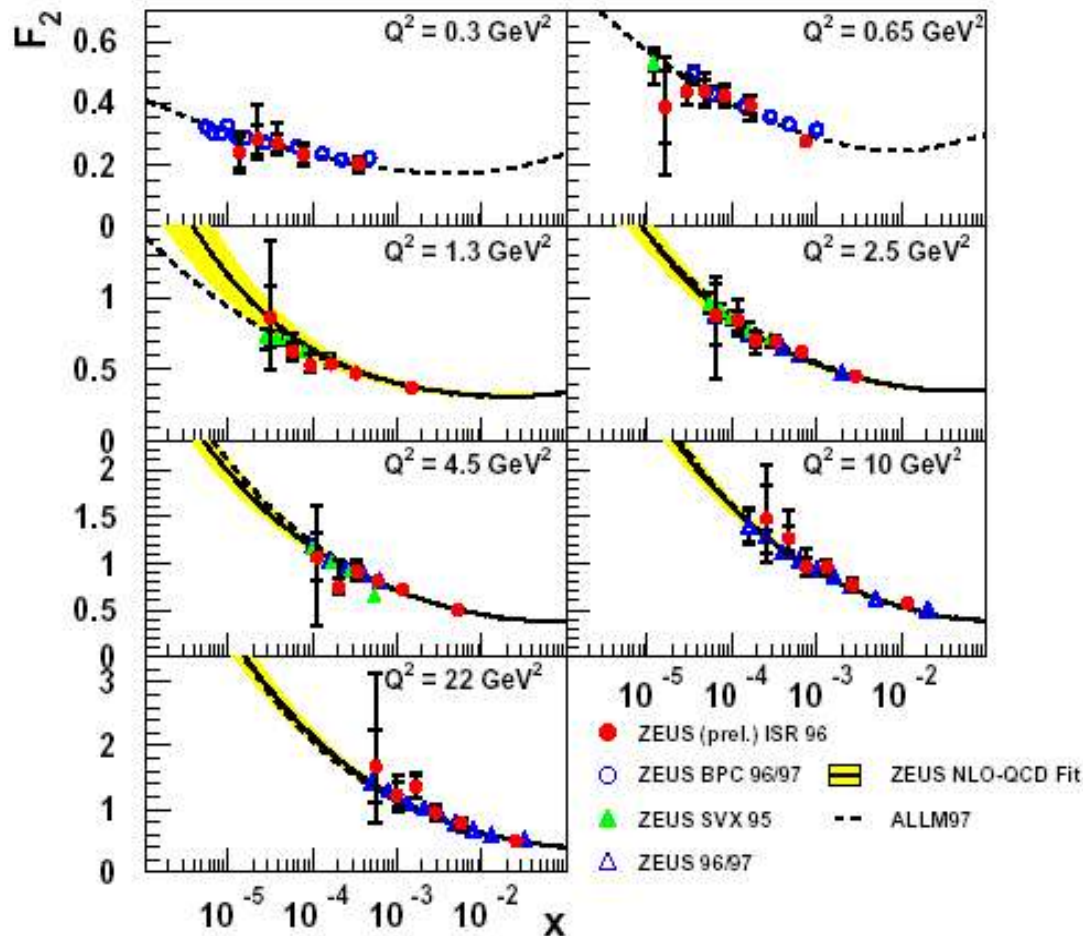 F₂
Q² = 0.3 GeV²
Q² = 0.65 GeV²
0.6
0.4
0.2
0
Q² = 1.3 GeV²
Q² = 2.5 GeV²
1
0.5
0
Q² = 4.5 GeV²
Q² = 10 GeV²
2
1.5
1
0.5
0
10⁻⁵ 10⁻⁴ 10⁻³ 10⁻²
Q² = 22 GeV²
3
2
1
0
10⁻⁵ 10⁻⁴ 10⁻³ 10⁻²
x
ZEUS (prel.) ISR 96
ZEUS BPC 96/97
ZEUS SVX 95
ZEUS 96/97
ZEUS NLO-QCD Fit
ALLM97